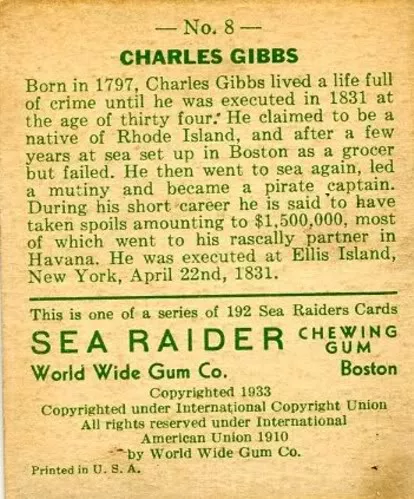 — No. 8 —
CHARLES GIBBS
Born in 1797, Charles Gibbs lived a life full
of crime until he was executed in 1831 at
the age of thirty four. He claimed to be a
native of Rhode Island, and after a few
years at sea set up in Boston as a grocer
but failed. He then went to sea again, led
a mutiny and became a pirate captain.
During his short career he is said to have
taken spoils amounting to $1,500,000, most
of which went to his rascally partner in
Havana. He was executed at Ellis Island,
New York, April 22nd, 1831.
This is one of a series of 192 Sea Raiders Cards
SEA RAIDER CHEWING GUM
World Wide Gum Co. Boston
Copyrighted 1933
Copyrighted under International Copyright Union
All rights reserved under International
American Union 1910
by World Wide Gum Co.
Printed in U. S. A.